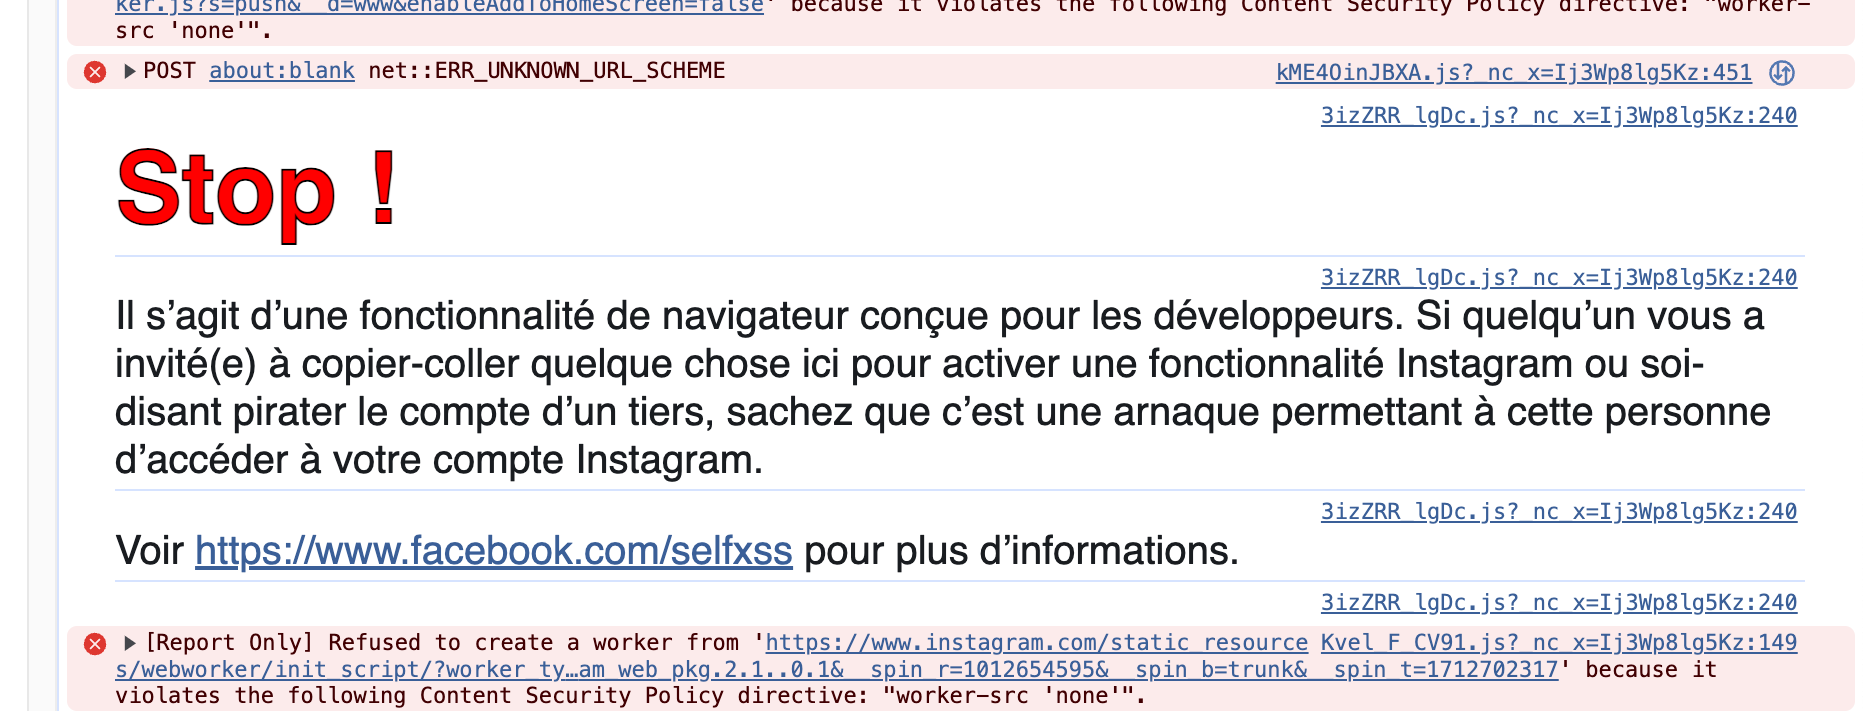 ker.js?s=push&__d=www&enableAddToHomeScreen=false' because it violates the following Content Security Policy directive: "worker-
src 'none'".
POST about:blank net::ERR_UNKNOWN_URL_SCHEME kME4OinJBXA.js?_nc_x=Ij3Wp8lg5Kz:451
3izZRR_lgDc.js?_nc_x=Ij3Wp8lg5Kz:240
Stop !
3izZRR_lgDc.js?_nc_x=Ij3Wp8lg5Kz:240
Il s’agit d’une fonctionnalité de navigateur conçue pour les développeurs. Si quelqu’un vous a
invité(e) à copier-coller quelque chose ici pour activer une fonctionnalité Instagram ou soi-
disant pirater le compte d’un tiers, sachez que c’est une arnaque permettant à cette personne
d’accéder à votre compte Instagram.
3izZRR_lgDc.js?_nc_x=Ij3Wp8lg5Kz:240
Voir https://www.facebook.com/selfxss pour plus d’informations.
3izZRR_lgDc.js?_nc_x=Ij3Wp8lg5Kz:240
[Report Only] Refused to create a worker from 'https://www.instagram.com/static_resource Kvel_F_CV91.js?_nc_x=Ij3Wp8lg5Kz:149
s/webworker/init_script/?worker_ty…am_web_pkg.2.1..0.1&__spin_r=1012654595&__spin_b=trunk&__spin_t=1712702317' because it
violates the following Content Security Policy directive: "worker-src 'none'".